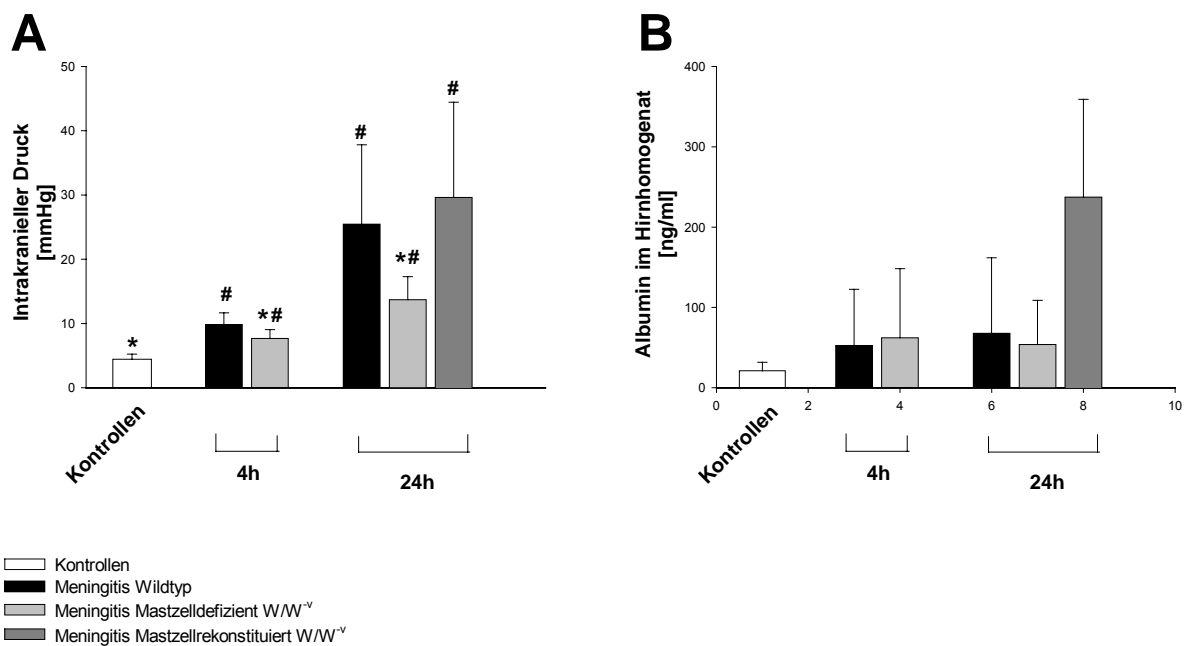 A
Intrakranieller Druck
[mmHg]
50
40
30
20
10
0
*
#
*#
#
*#
#
Kontrollen
4h
24h
B
Albumin im Hirnhomogenat
[ng/ml]
400
300
200
100
0
0 2 4 6 8 10
Kontrollen
4h
24h
Kontrollen
Meningitis Wildtyp
Meningitis Mastzelldefizient W/W⁻ᵛ
Meningitis Mastzellrekonstituiert W/W⁻ᵛ